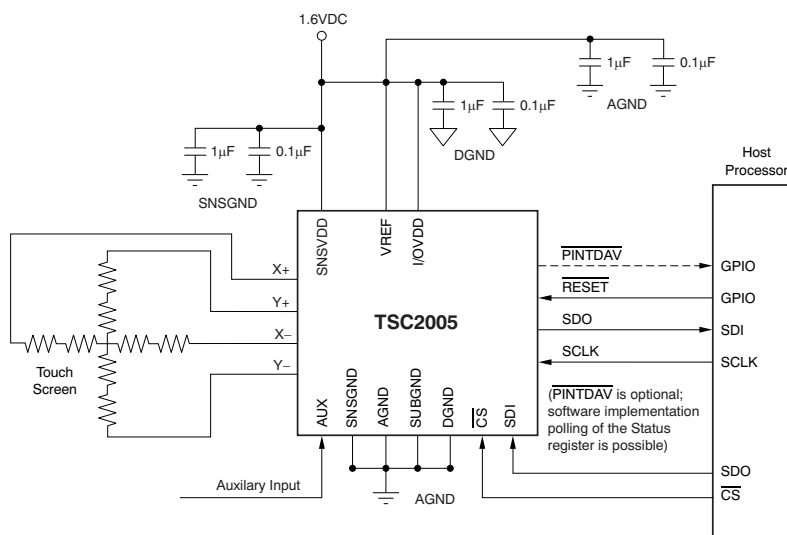 1.6VDC
1μF
0.1μF
AGND
1μF
0.1μF
DGND
1μF
0.1μF
SNSGND
Host
Processor
SNSVDD
VREF
I/OVDD
X+
Y+
X−
Y−
Touch
Screen
TSC2005
PINTDAV
RESET
SDO
SCLK
GPIO
GPIO
SDI
SCLK
(PINTDAV is optional;
software implementation
polling of the Status
register is possible)
AUX
SNSGND
AGND
SUBGND
DGND
CS
SDI
SDO
CS
Auxilary Input
AGND